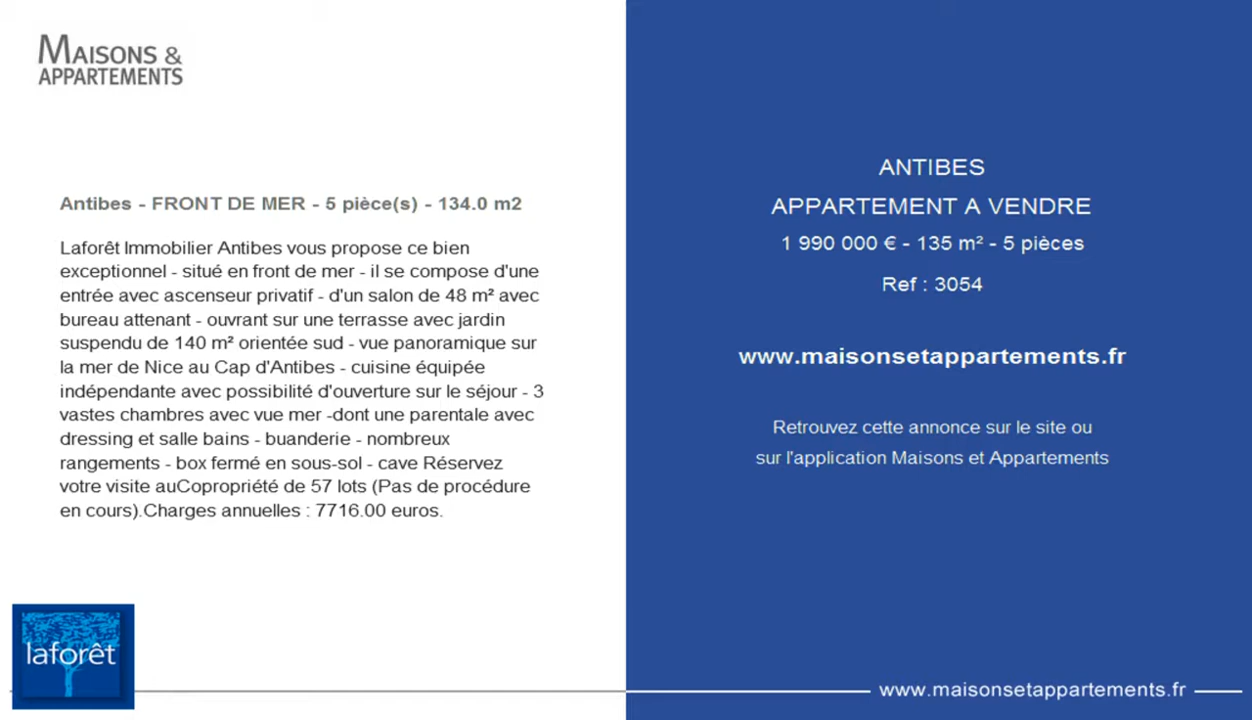 MAISONS &
APPARTEMENTS
Antibes - FRONT DE MER - 5 pièce(s) - 134.0 m2
Laforêt Immobilier Antibes vous propose ce bien
exceptionnel - situé en front de mer - il se compose d'une
entrée avec ascenseur privatif - d'un salon de 48 m² avec
bureau attenant - ouvrant sur une terrasse avec jardin
suspendu de 140 m² orientée sud - vue panoramique sur
la mer de Nice au Cap d'Antibes - cuisine équipée
indépendante avec possibilité d'ouverture sur le séjour - 3
vastes chambres avec vue mer -dont une parentale avec
dressing et salle bains - buanderie - nombreux
rangements - box fermé en sous-sol - cave Réservez
votre visite auCopropriété de 57 lots (Pas de procédure
en cours).Charges annuelles : 7716.00 euros.
laforêt
ANTIBES
APPARTEMENT A VENDRE
1 990 000 € - 135 m² - 5 pièces
Ref : 3054
www.maisonsetappartements.fr
Retrouvez cette annonce sur le site ou
sur l'application Maisons et Appartements
www.maisonsetappartements.fr